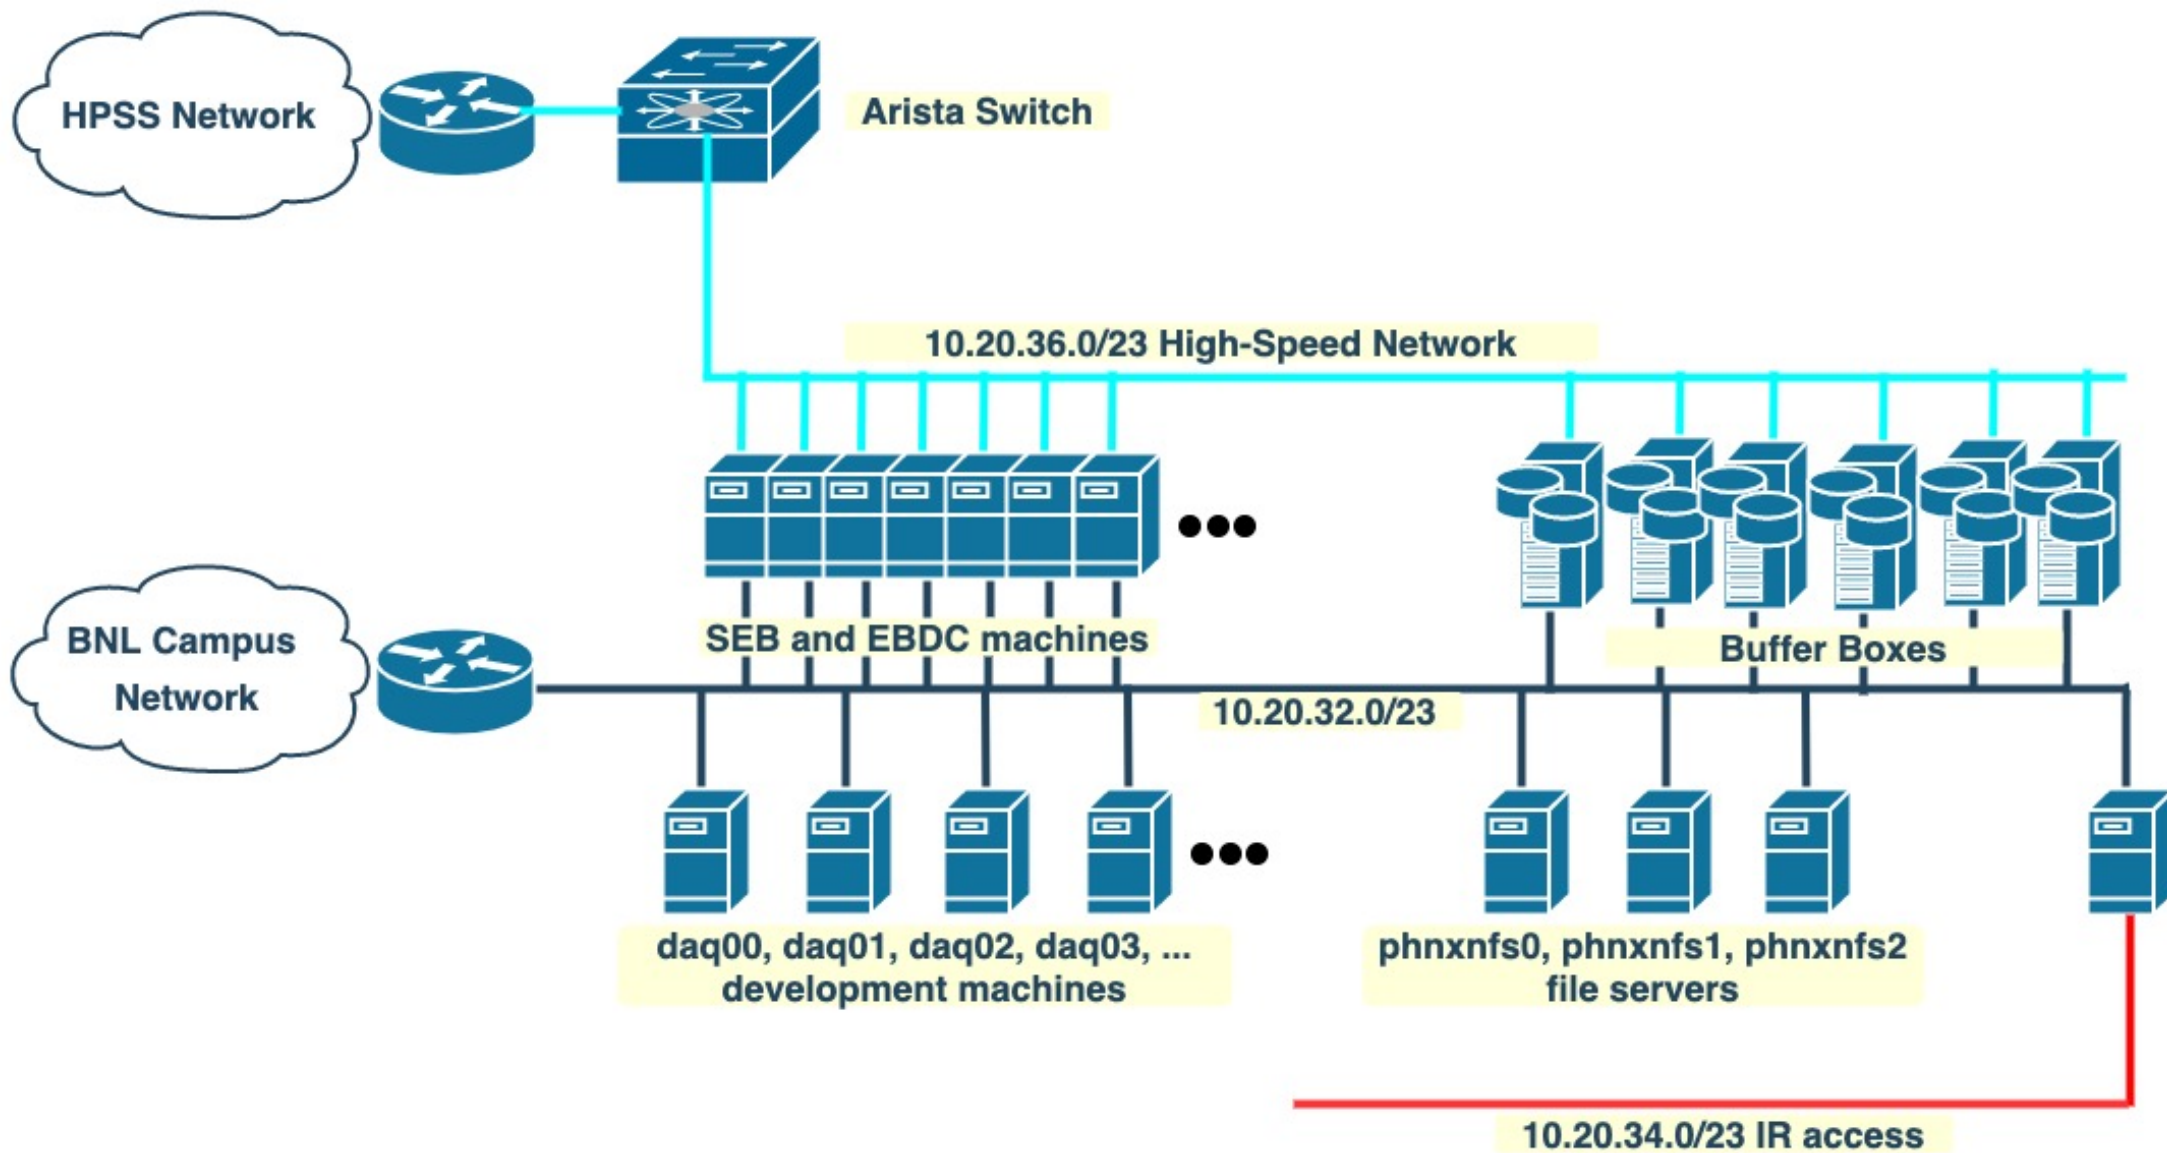 HPSS Network
Arista Switch
10.20.36.0/23 High-Speed Network
SEB and EBDC machines
Buffer Boxes
BNL Campus
Network
10.20.32.0/23
daq00, daq01, daq02, daq03, ...
development machines
phnxnfs0, phnxnfs1, phnxnfs2
file servers
10.20.34.0/23 IR access